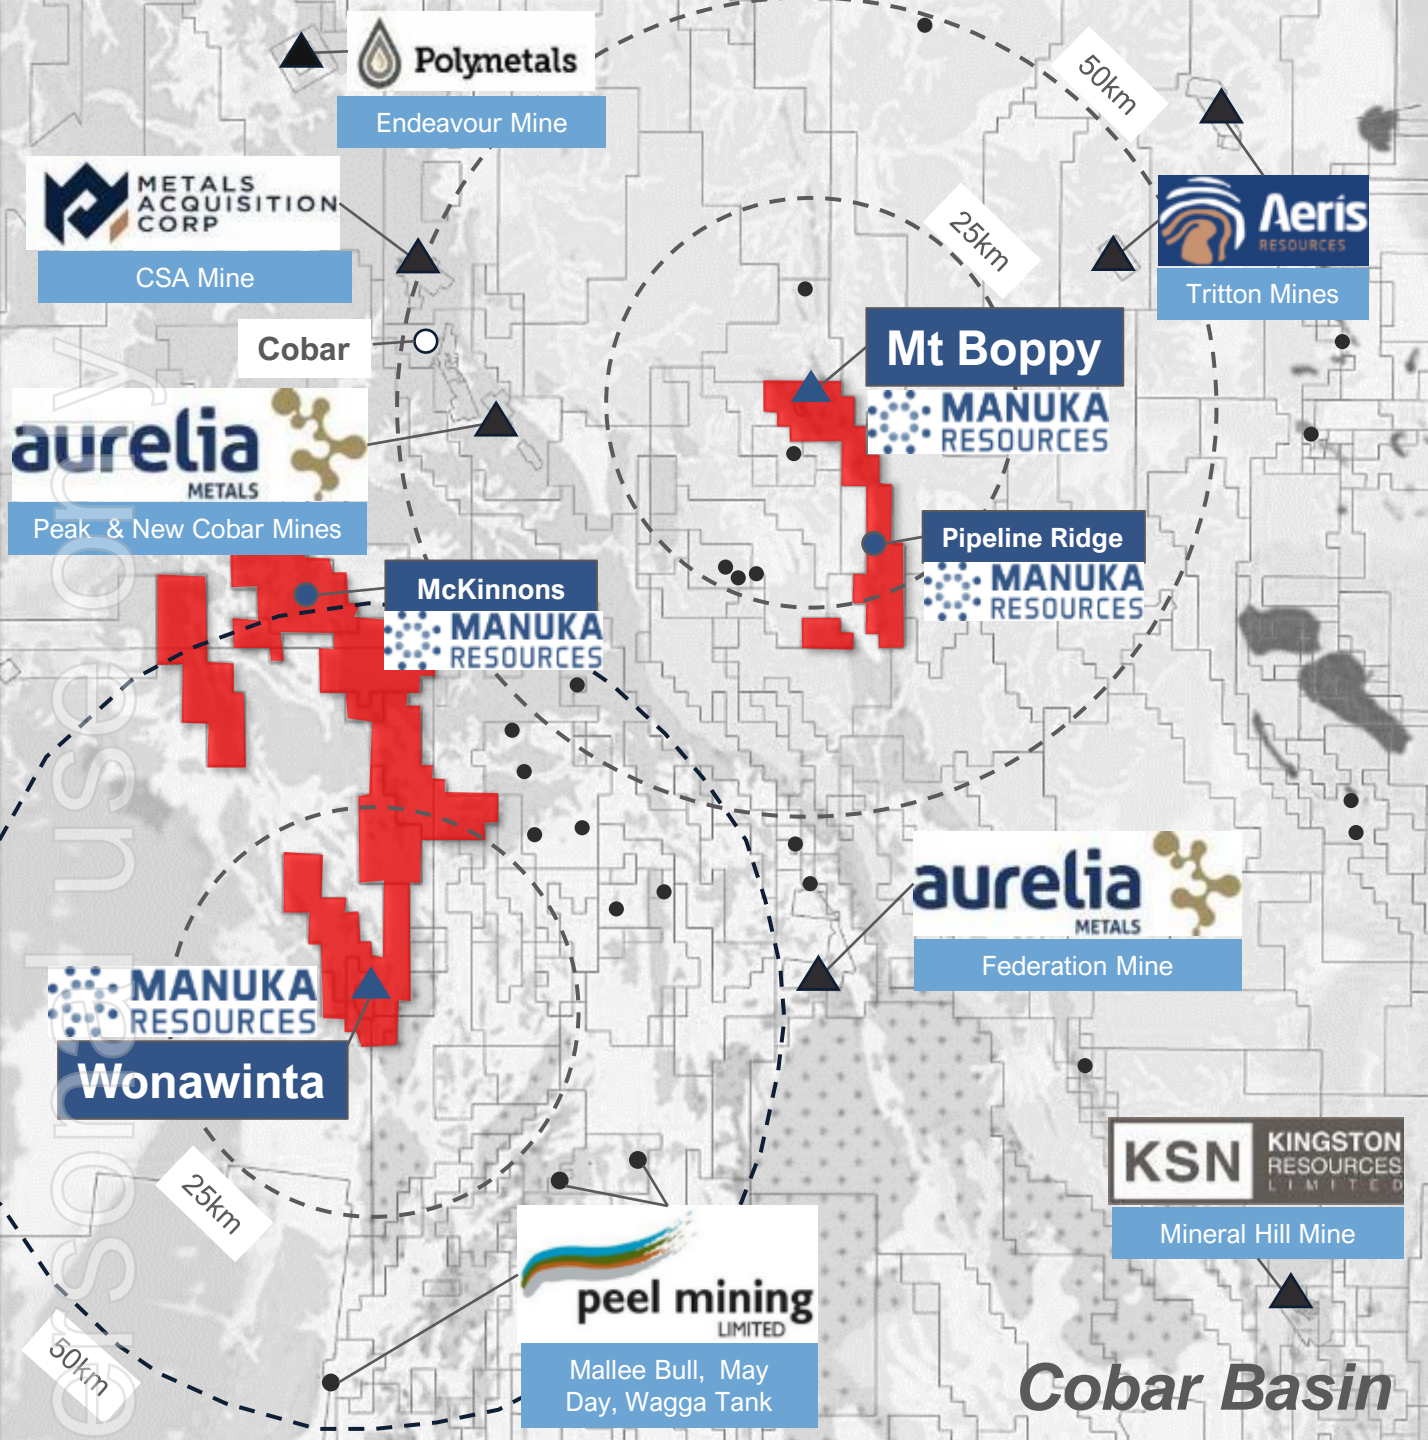 Polymetals
Endeavour Mine
50km
METALS
ACQUISITION
CORP
CSA Mine
Aeris
RESOURCES
Tritton Mines
25km
Cobar
Mt Boppy
MANUKA
RESOURCES
aurelia
METALS
Peak & New Cobar Mines
Pipeline Ridge
MANUKA
RESOURCES
McKinnons
MANUKA
RESOURCES
aurelia
METALS
Federation Mine
MANUKA
RESOURCES
Wonawinta
25km
KSN
KINGSTON
RESOURCES
LIMITED
Mineral Hill Mine
peel mining
LIMITED
Mallee Bull, May
Day, Wagga Tank
50km
Cobar Basin
ersonal use only